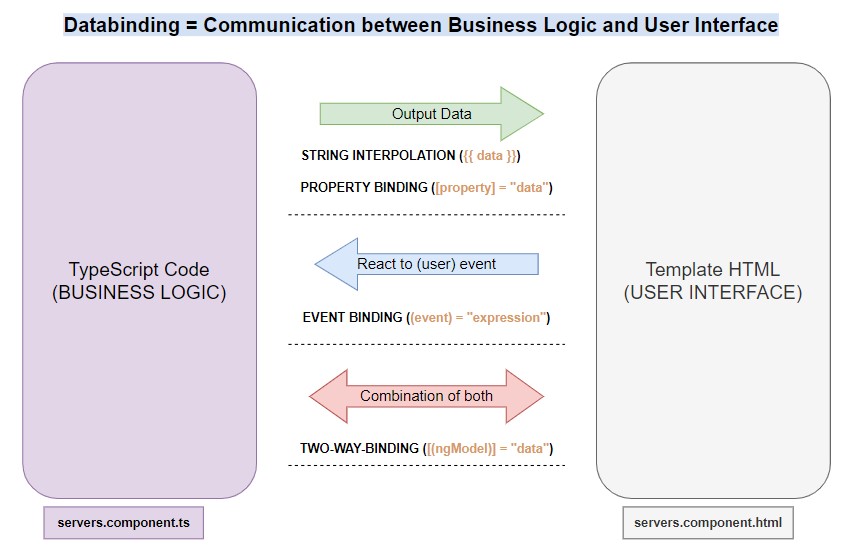 Databinding = Communication between Business Logic and User Interface
Output Data
STRING INTERPOLATION ({{ data }})
PROPERTY BINDING ([property] = "data")
TypeScript Code
(BUSINESS LOGIC)
React to (user) event
Template HTML
(USER INTERFACE)
EVENT BINDING ((event) = "expression")
Combination of both
TWO-WAY-BINDING ([(ngModel)] = "data")
servers.component.ts
servers.component.html